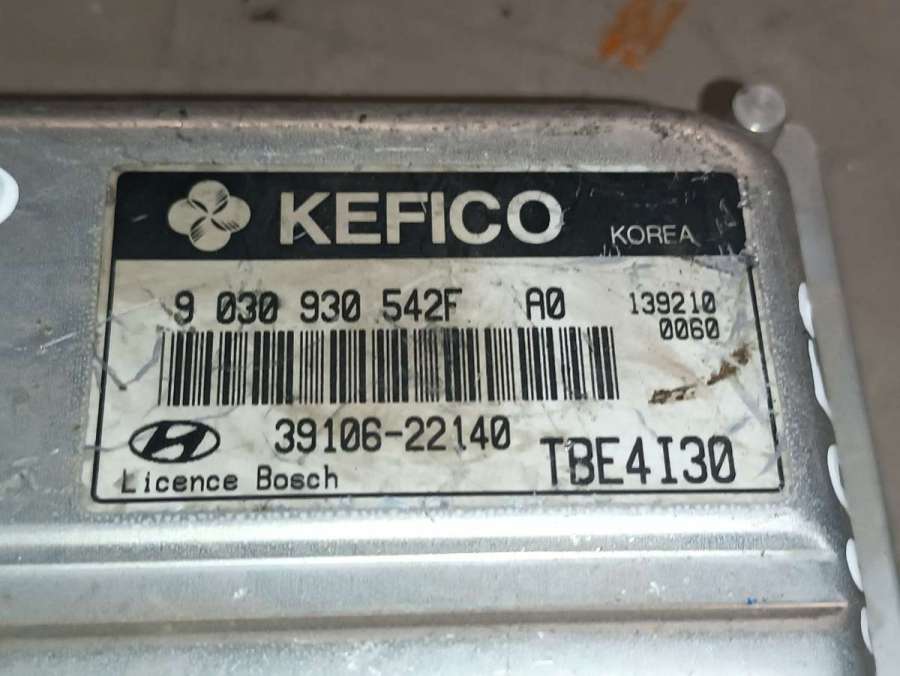 KEFICO KOREA
9 030 930 542F A0 139210
0060
39106-22140 TBE4I30
Licence Bosch